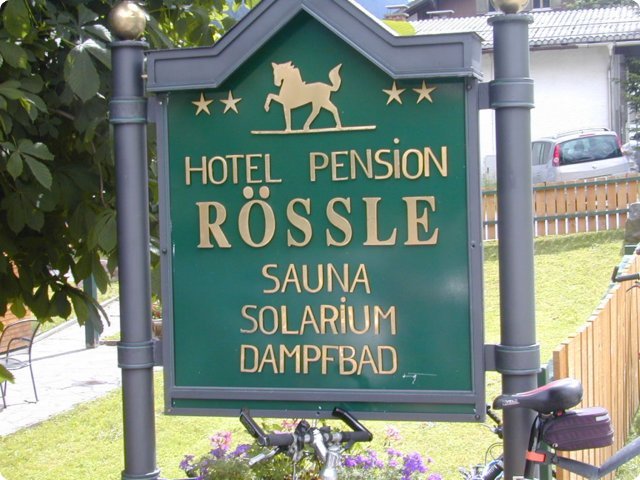 HOTEL PENSION
RÖSSLE
SAUNA
SOLARIUM
DAMPFBAD